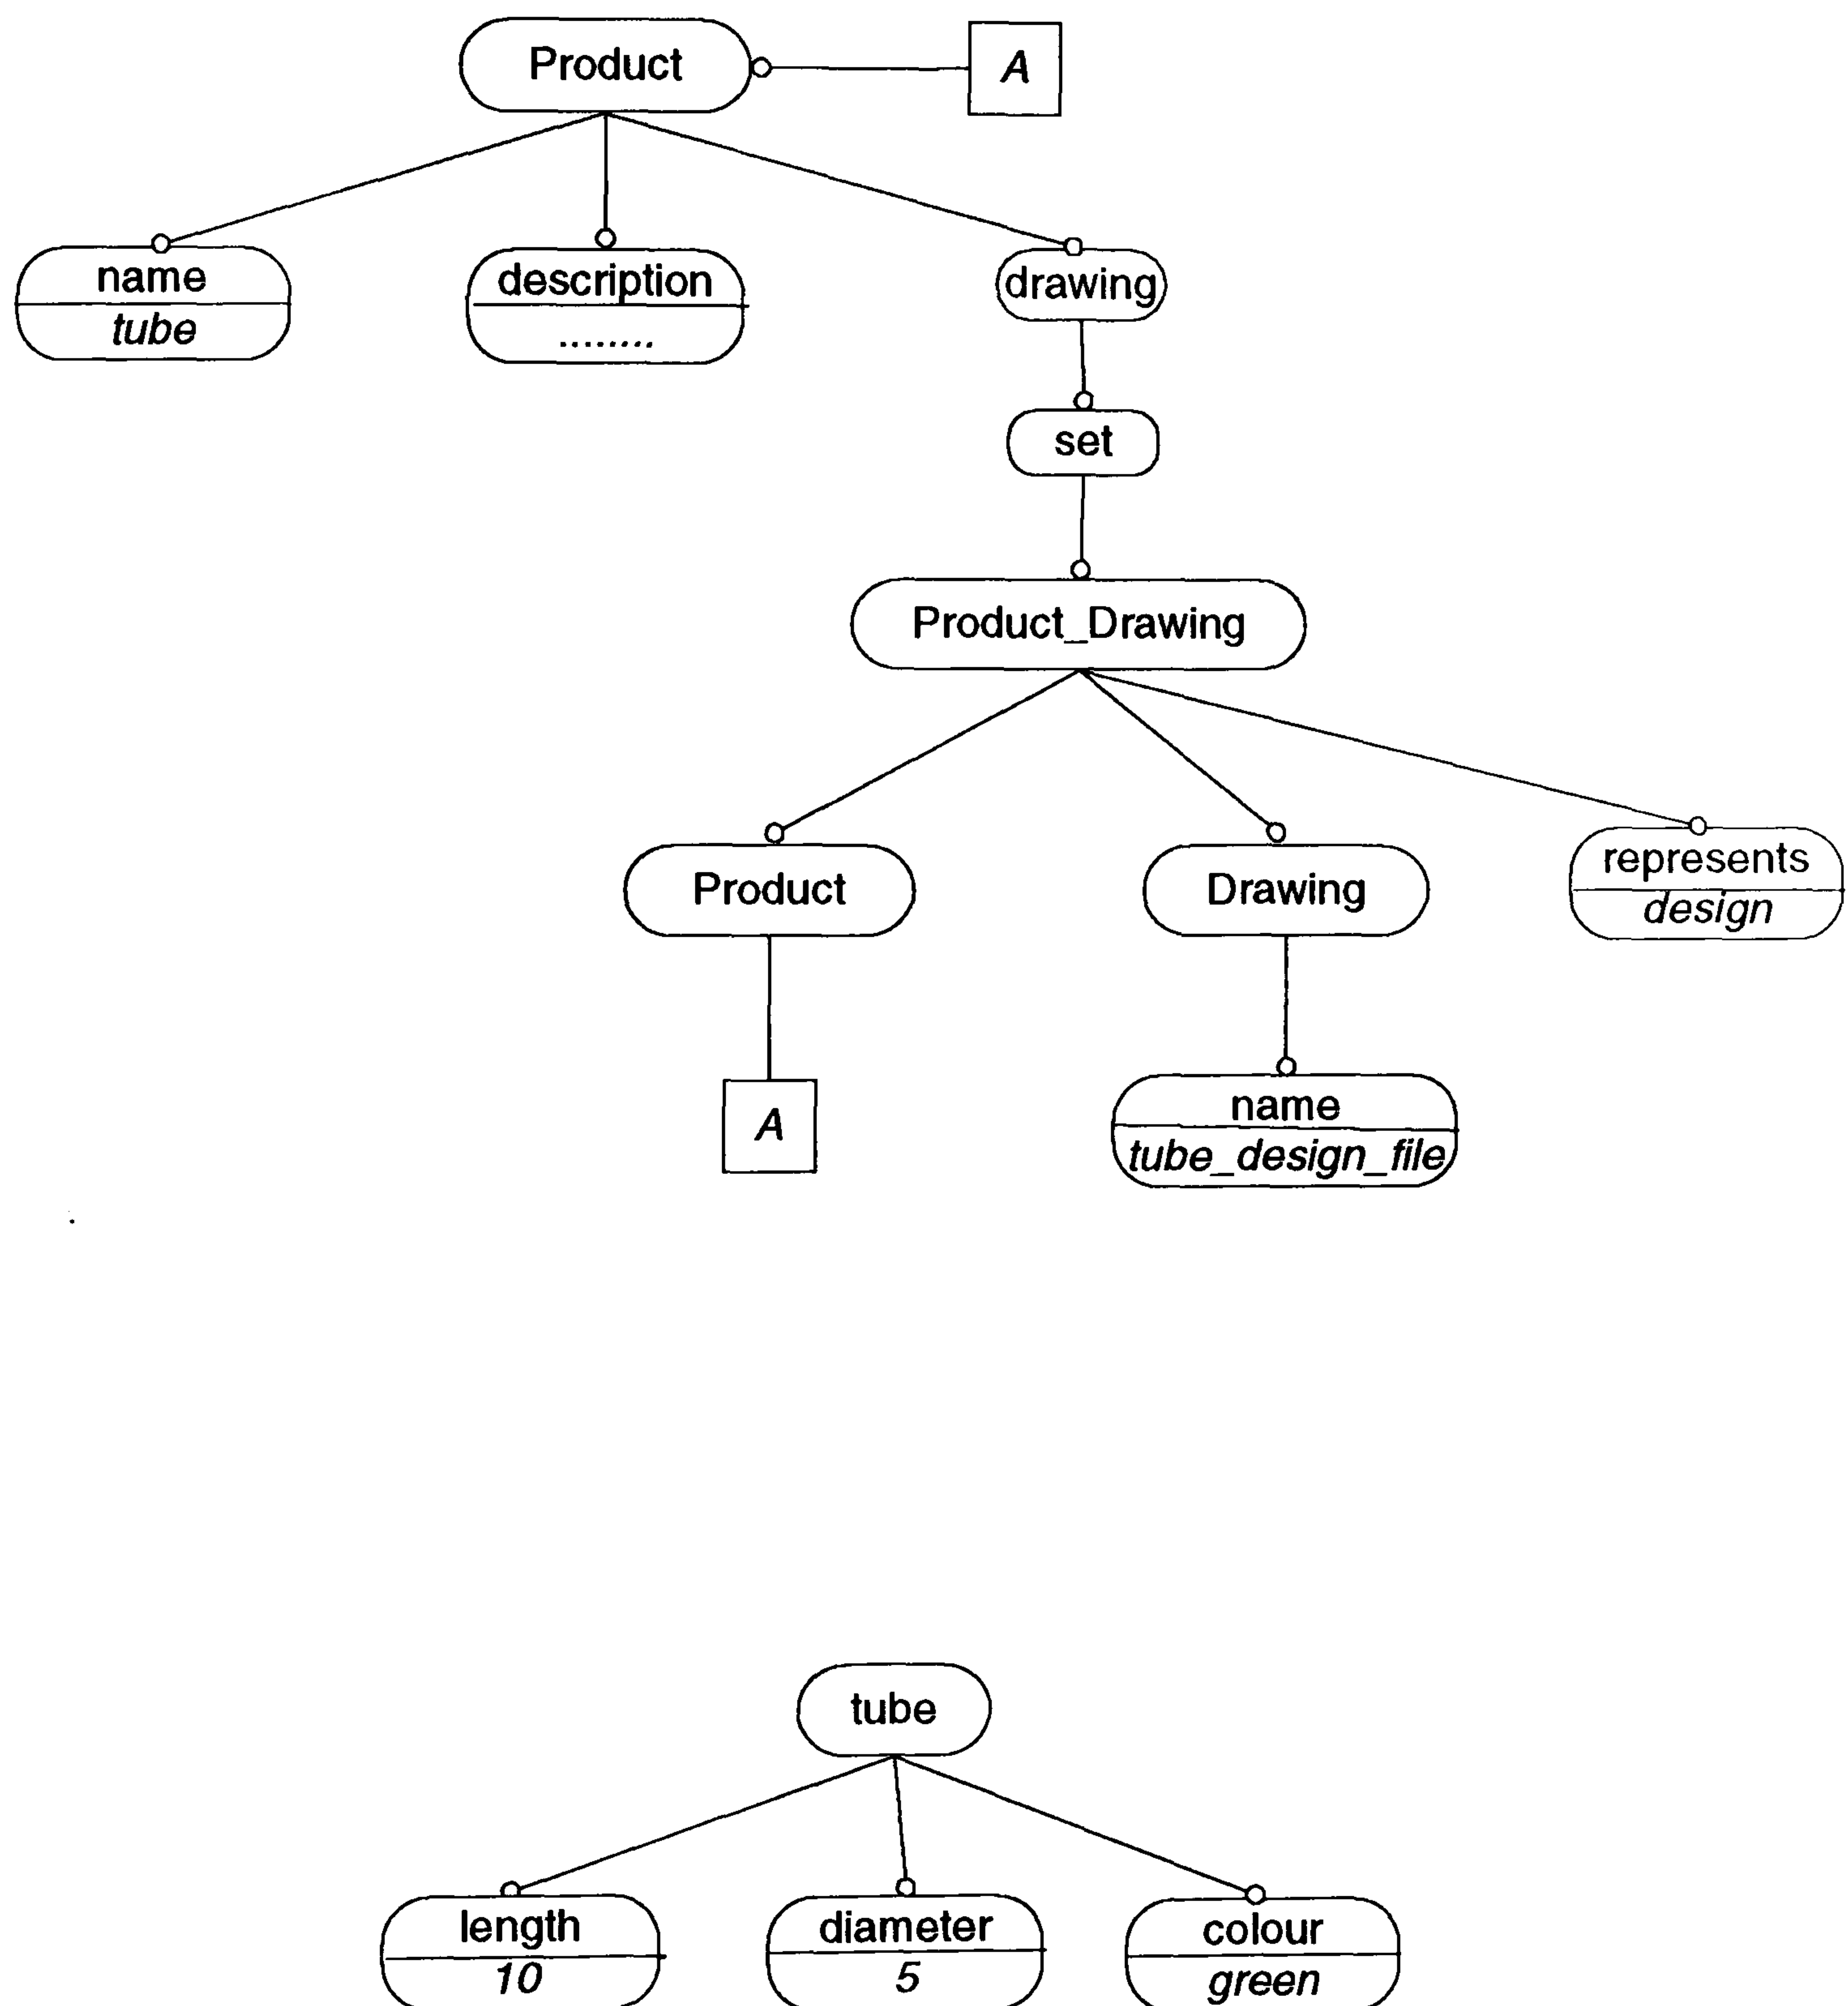 Product
A
name
tube
description
........
drawing
set
Product_Drawing
Product
Drawing
represents
design
A
name
tube_design_file
tube
length
10
diameter
5
colour
green